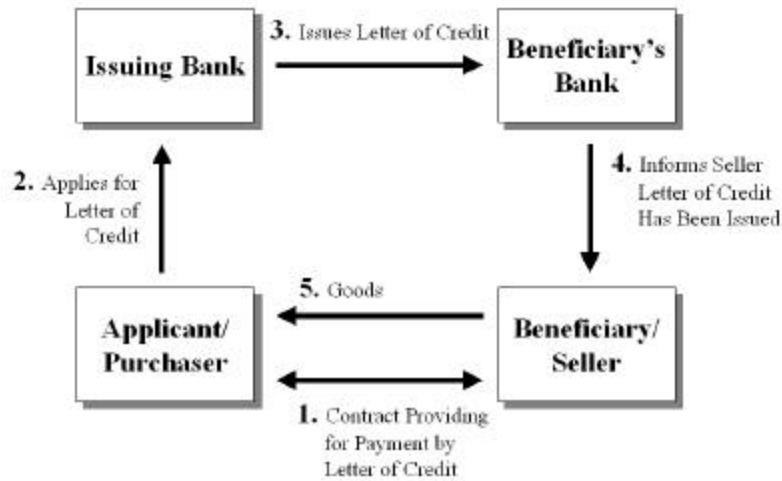 3. Issues Letter of Credit
Issuing Bank
Beneficiary's
Bank
2. Applies for
Letter of
Credit
4. Informs Seller
Letter of Credit
Has Been Issued
5. Goods
Applicant/
Purchaser
Beneficiary/
Seller
1. Contract Providing
for Payment by
Letter of Credit